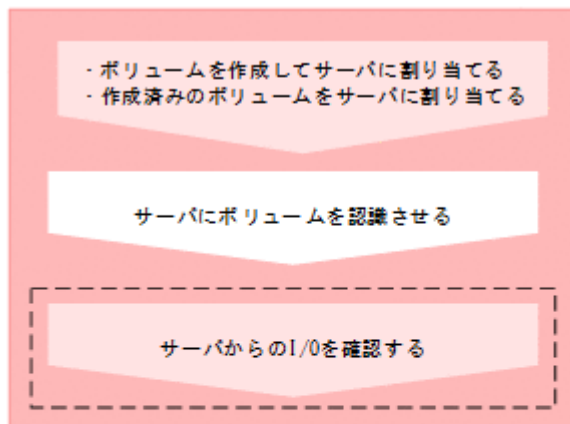 ・ボリュームを作成してサーバに割り当てる
・作成済みのボリュームをサーバに割り当てる
サーバにボリュームを認識させる
サーバからのI/Oを確認する